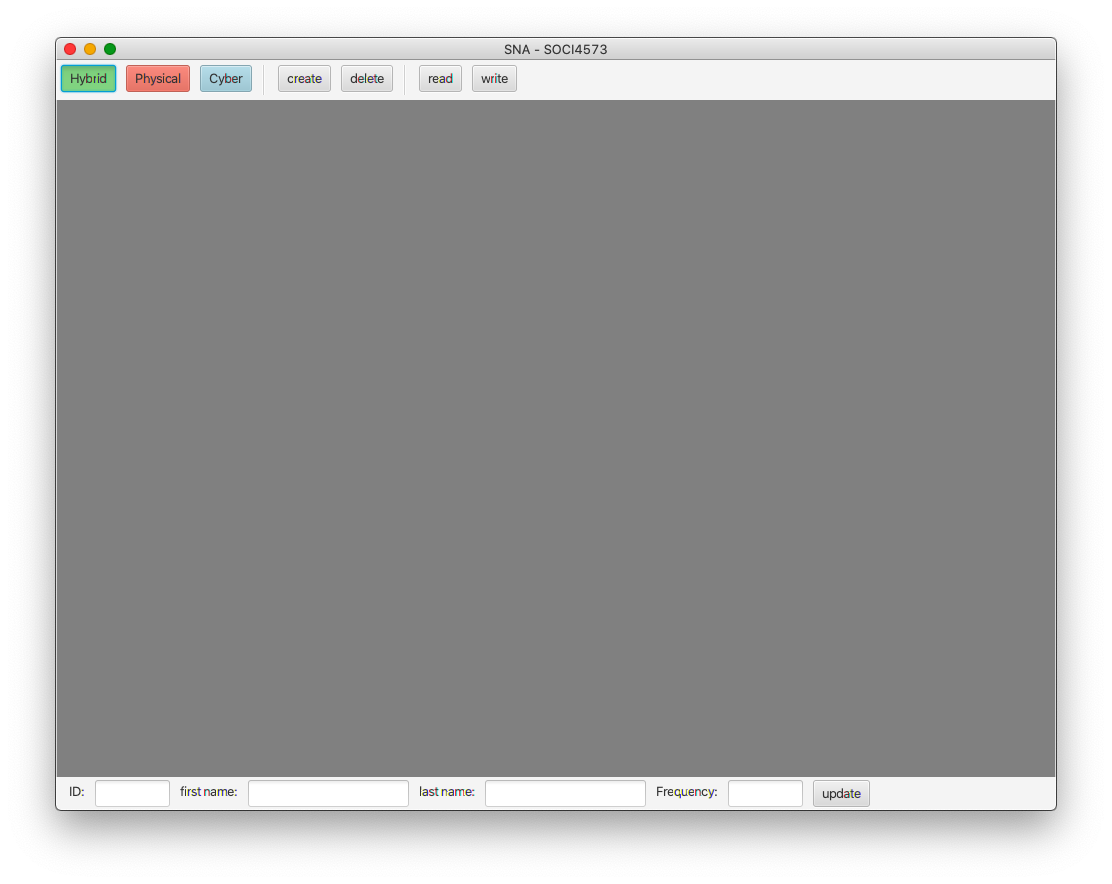 SNA - SOCI4573
Hybrid Physical Cyber create delete read write
ID: first name: last name: Frequency: update